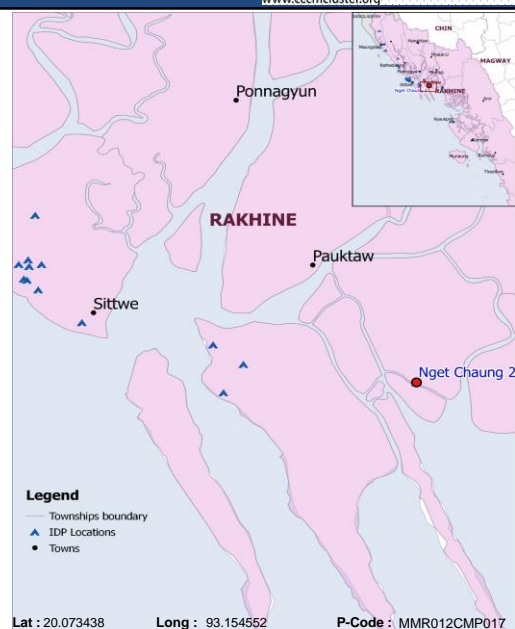 www.cccmcluster.org
CHIN
MAGWAY
RAKHINE
Ponnagyun
RAKHINE
Pauktaw
Sittwe
Nget Chaung 2
Legend
Townships boundary
IDP Locations
Towns
Lat : 20.073438 Long : 93.154552 P-Code : MMR012CMP017